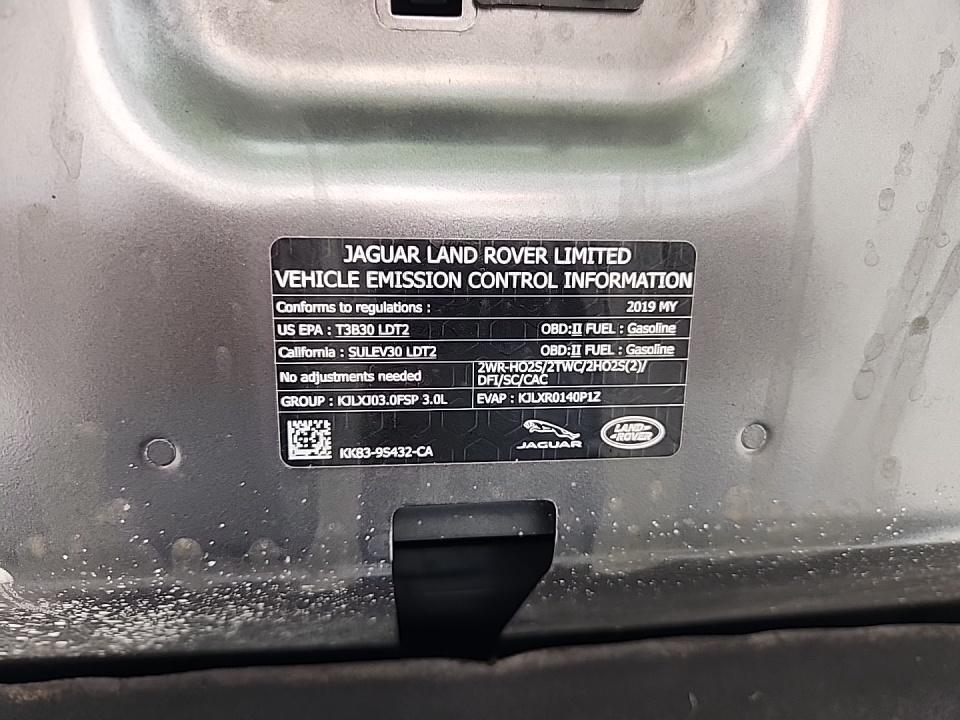 JAGUAR LAND ROVER LIMITED
VEHICLE EMISSION CONTROL INFORMATION
Conforms to regulations : 2019 MY
US EPA : T3B30 LDT2 OBD:II FUEL : Gasoline
California : SULEV30 LDT2 OBD:II FUEL : Gasoline
No adjustments needed
2WR-HO2S/2TWC/2HO2S(2)/
DFI/SC/CAC
GROUP : KJLXJ03.0FSP 3.0L EVAP : KJLXR0140P1Z
KK83-9S432-CA
JAGUAR
LAND-
ROVER